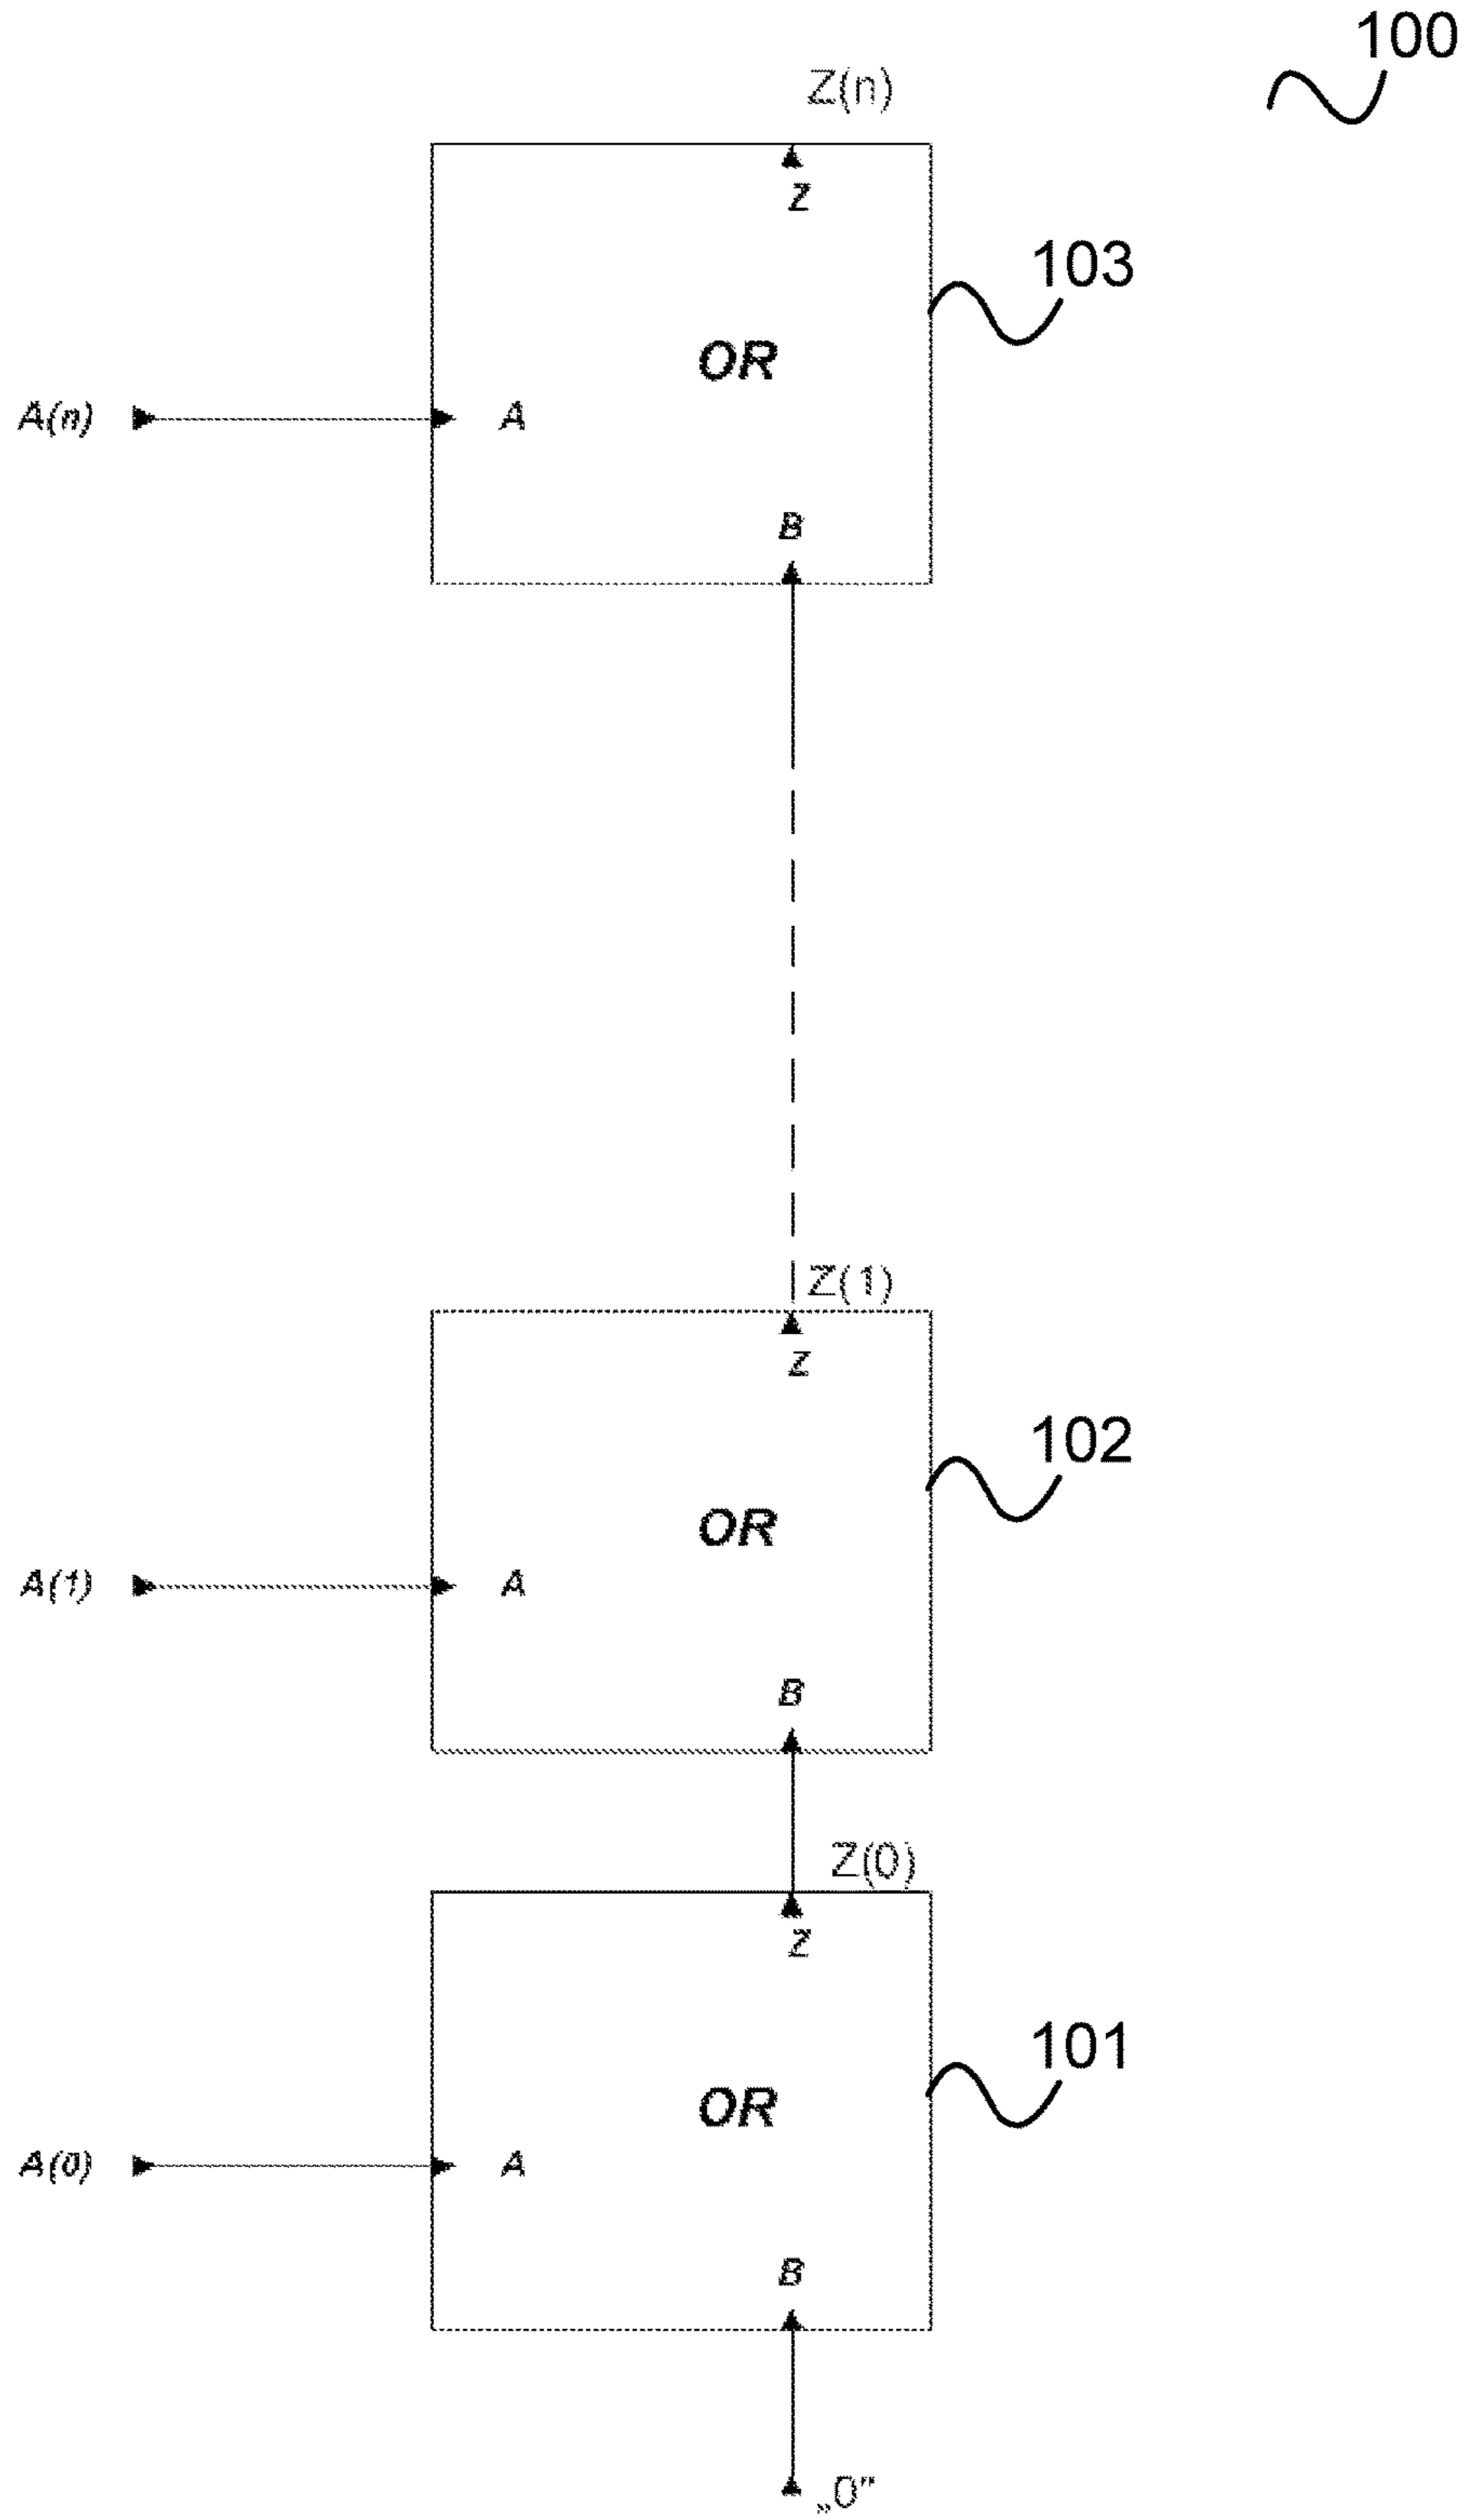 100
Z(n)
Z
103
OR
A(n)
A
B
Z(1)
Z
102
OR
A(1)
A
B
Z(0)
Z
101
OR
A(0)
A
B
„0"